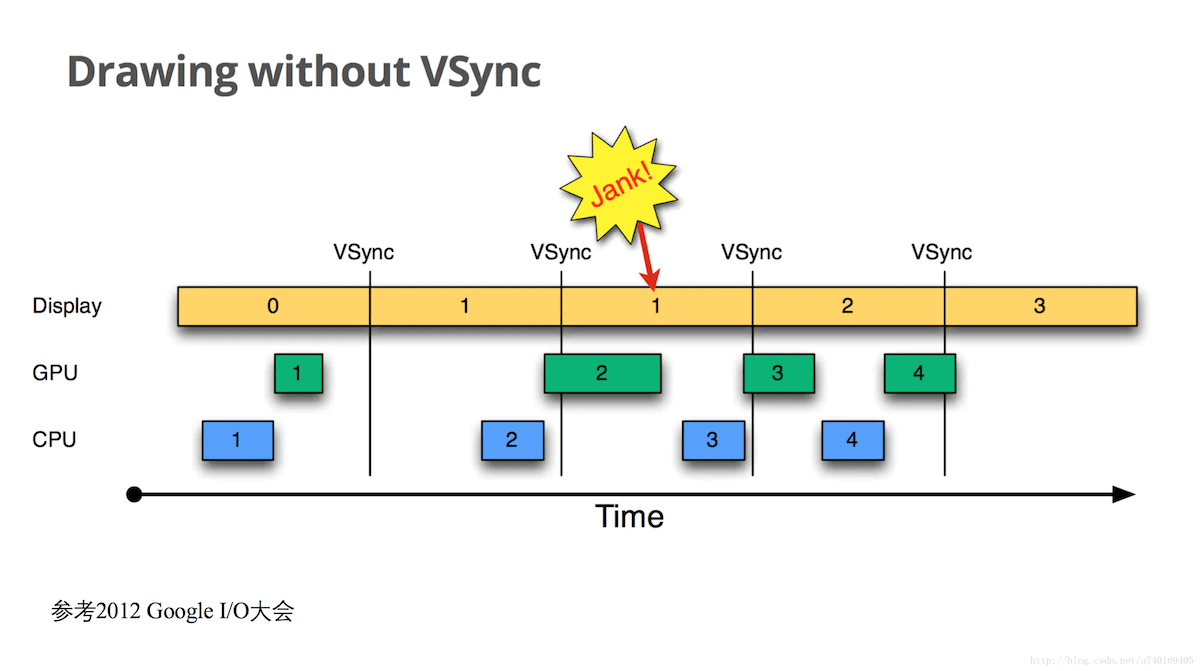 Drawing without VSync
Jank!
VSync VSync VSync VSync
Display 0 1 1 2 3
GPU 1 2 3 4
CPU 1 2 3 4
Time
参考2012 Google I/O大会
http://blog.csdn.net/a740169405